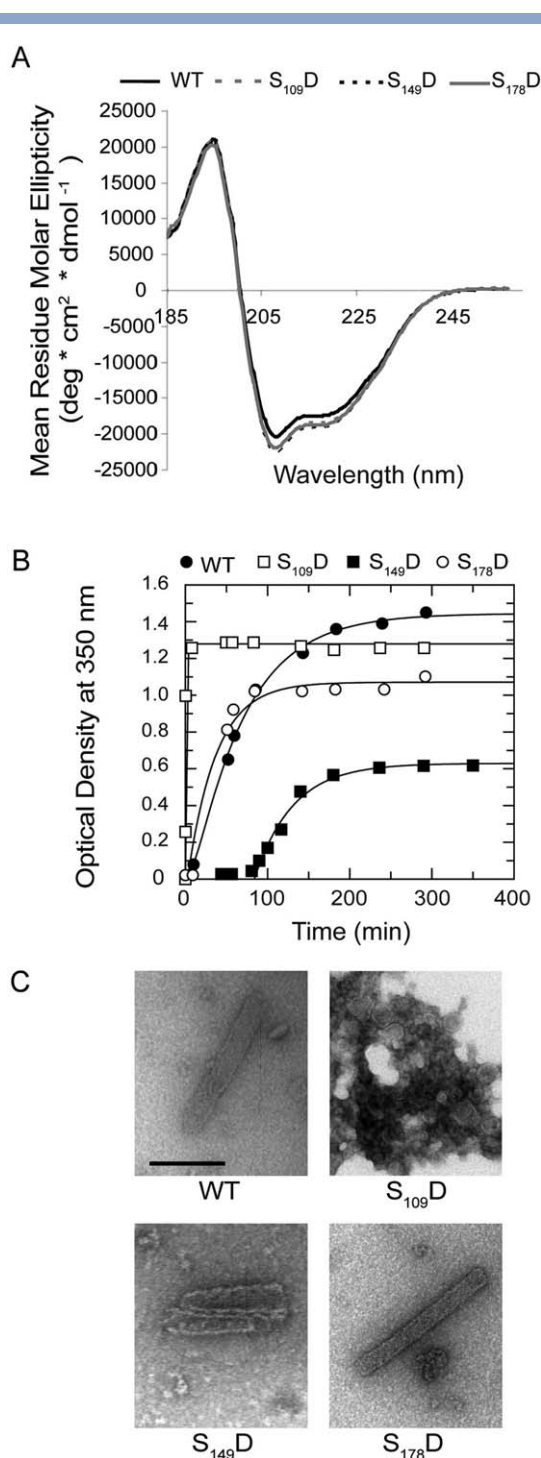 A
WT S₁₀₉D S₁₄₉D S₁₇₈D
Mean Residue Molar Ellipticity
(deg * cm² * dmol⁻¹)
25000
20000
15000
10000
5000
0
-5000
-10000
-15000
-20000
-25000
185 205 225 245
Wavelength (nm)
B
WT S₁₀₉D S₁₄₉D S₁₇₈D
Optical Density at 350 nm
1.6
1.4
1.2
1.0
0.8
0.6
0.4
0.2
0
0 100 200 300 400
Time (min)
C
WT S₁₀₉D
S₁₄₉D S₁₇₈D